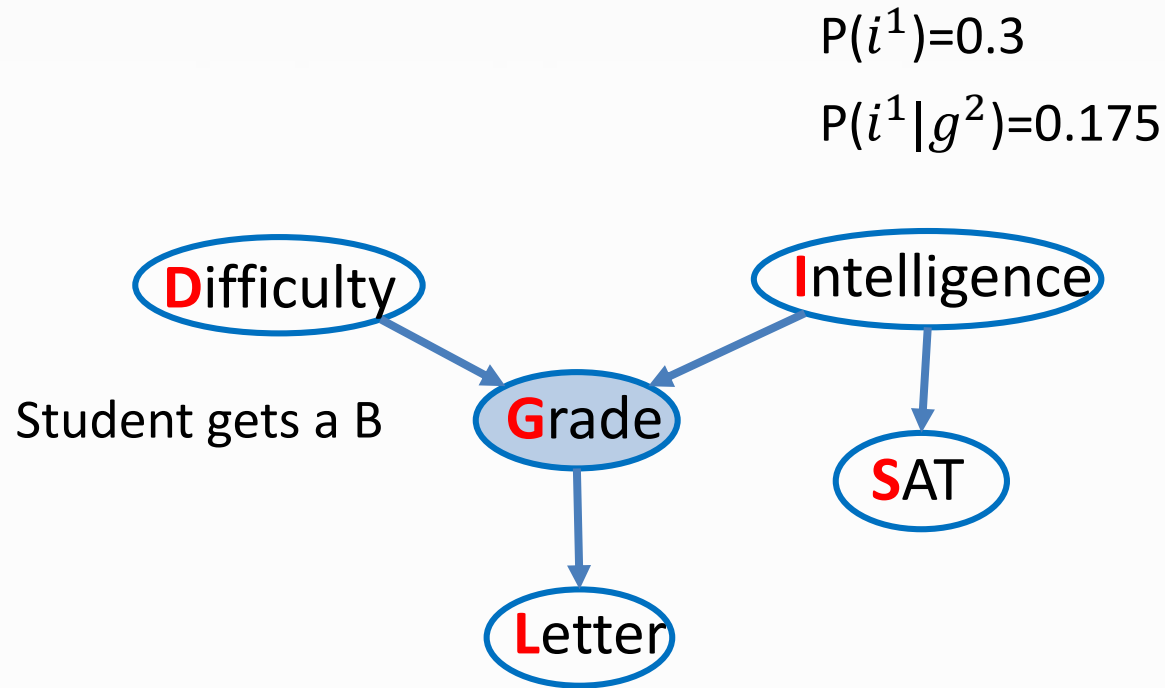 P(𝑖¹)=0.3
P(𝑖¹|𝑔²)=0.175
Difficulty
Intelligence
Student gets a B
Grade
SAT
Letter